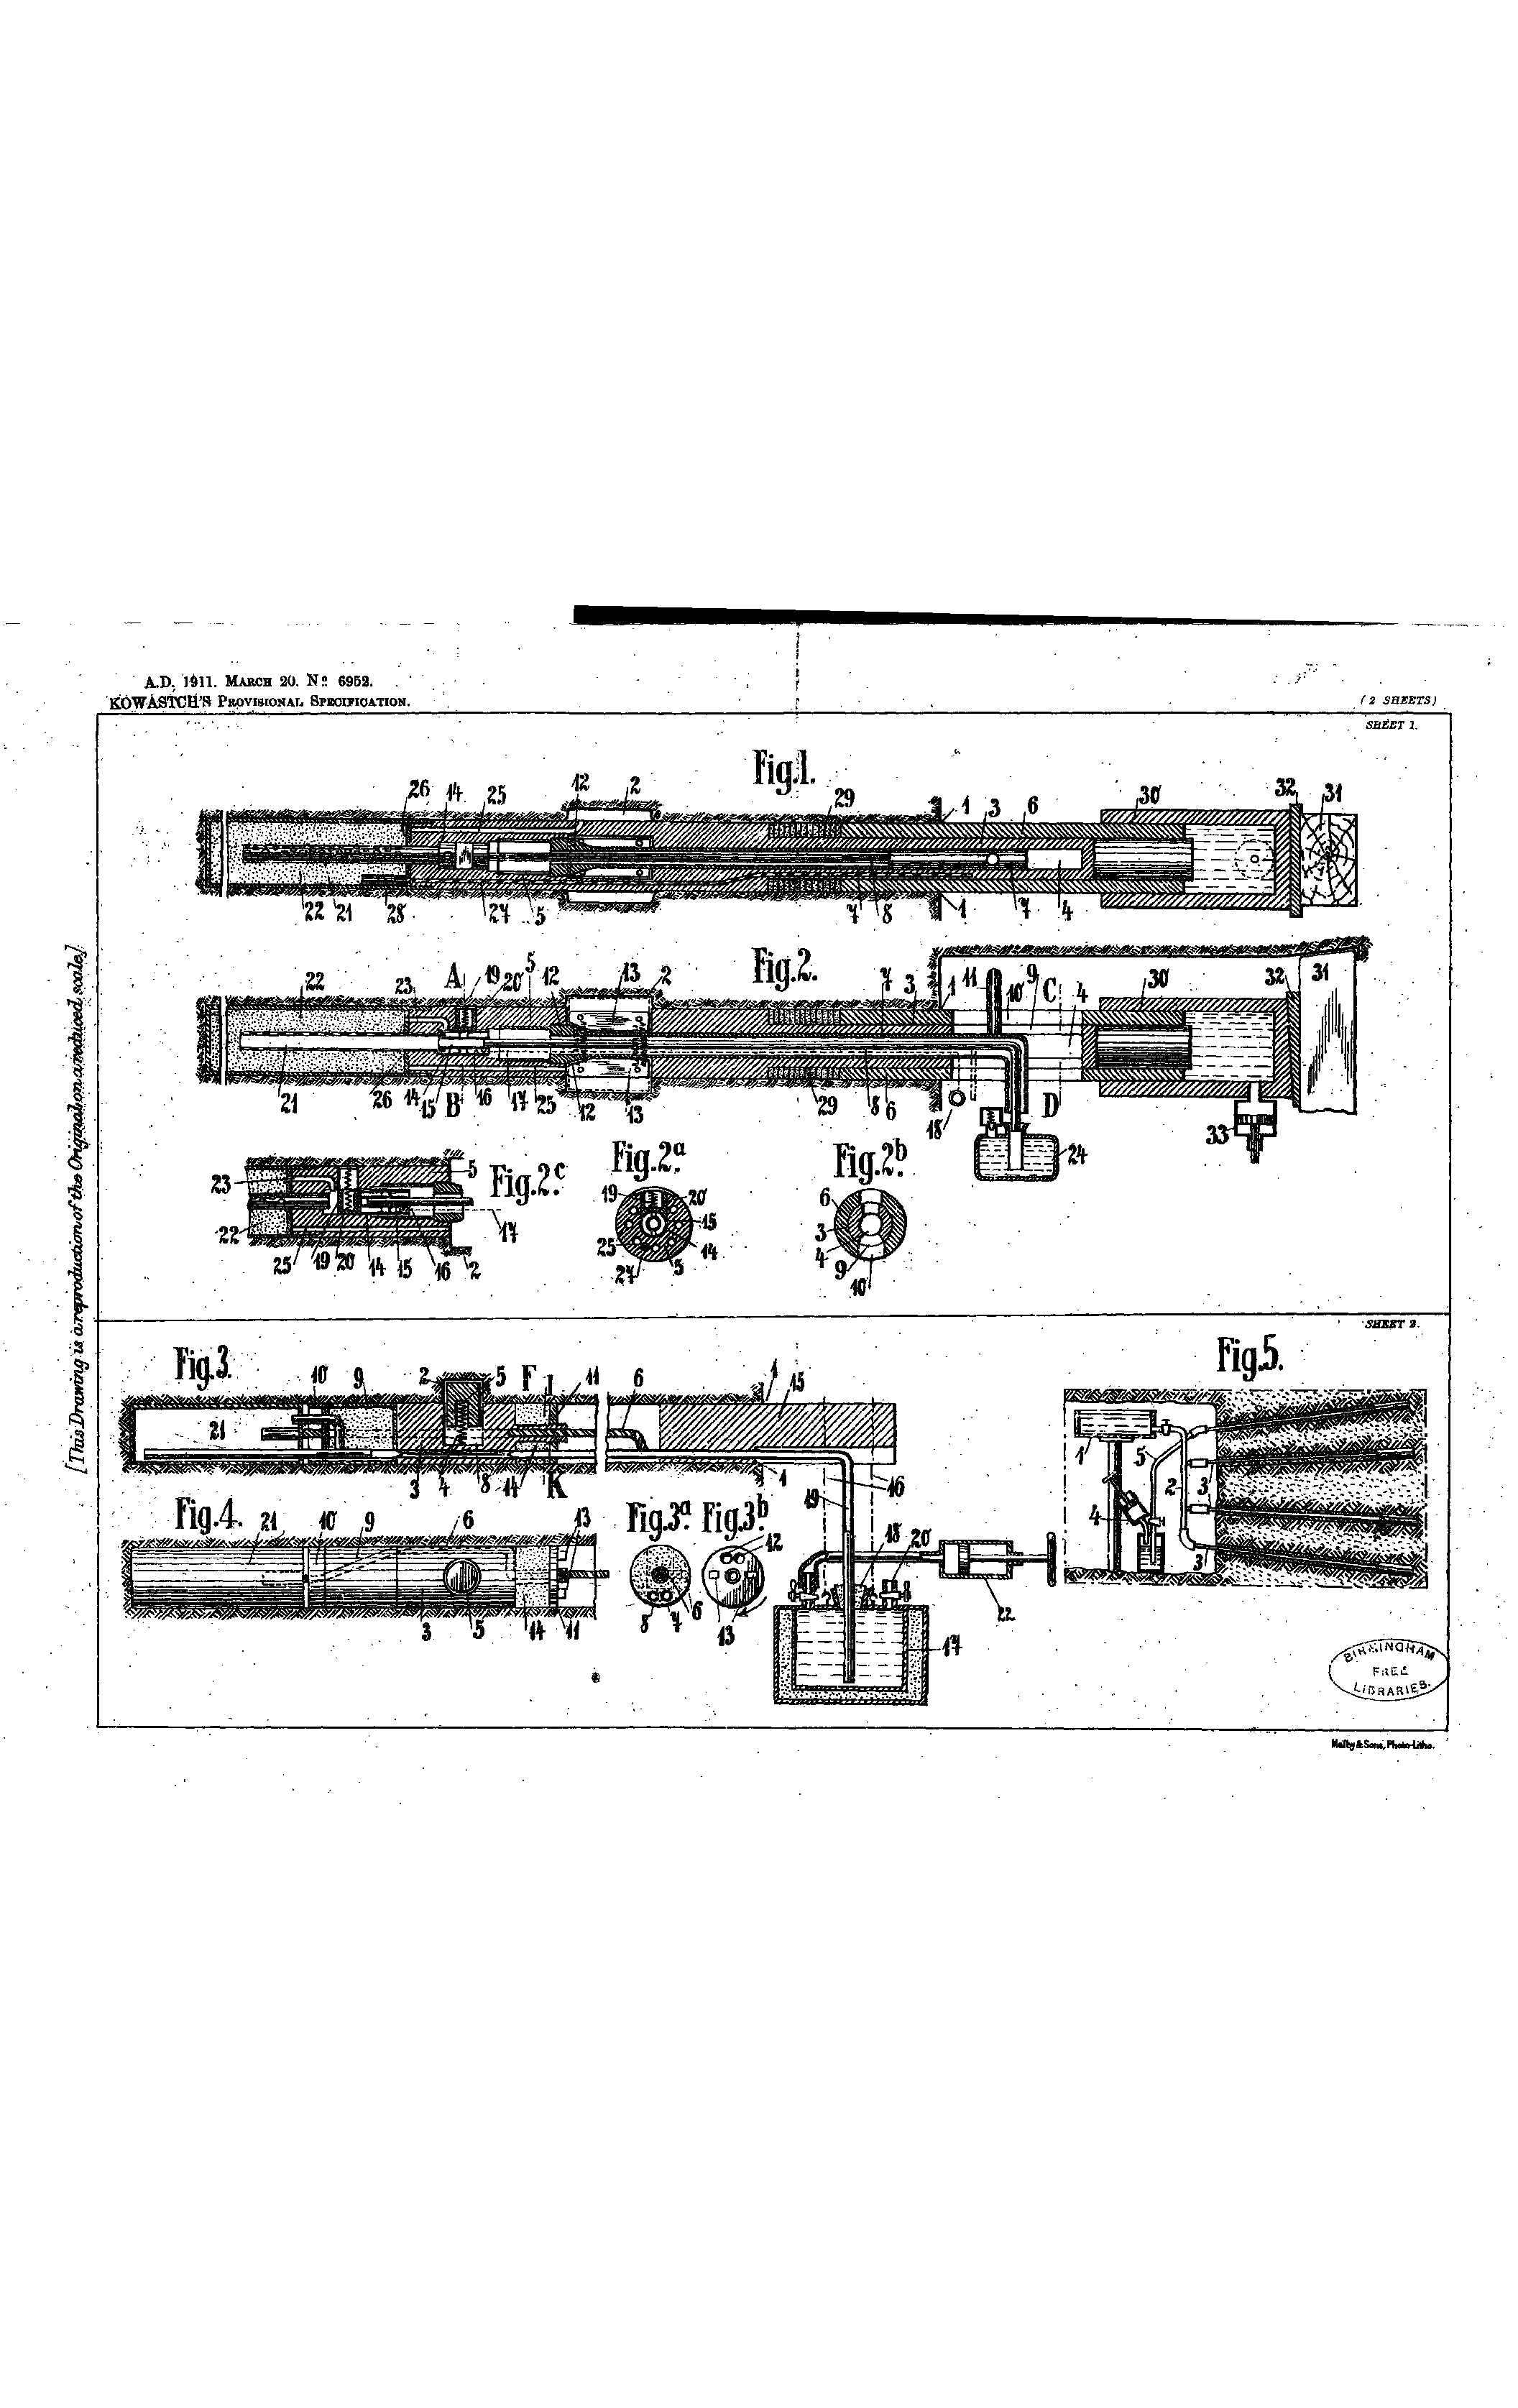 A.D. 1911. MARCH 20. No 6952.
KOWASTCH'S PROVISIONAL SPECIFICATION.
(2 SHEETS)
SHEET 1.
[This Drawing is a reproduction of the Original on a reduced scale]
Fig.1.
26 14 25 12 2 29 1 3 6 30 32 31
22 21 28 27 5 7 8 1 7 4
Fig.2.
22 23 A 19 20 5 12 13 2 7 3 1 11 10 9 C 4 30 32 31
21 26 14 15 B 16 17 25 12 13 29 8 6 18 D 33
24
Fig.2.c
23 5
22 17
25 19 20 14 15 16 2
Fig.2.a
19 20
15
25 14
27 5
Fig.2.b
6
3
4
9
10
SHEET 2.
Fig.3.
10 9 2 5 F J 11 6 1 15
21
3 4 8 14 K 1 16
19
18 20
22
17
Fig.4.
21 10 9 6 13
3 5 14 11
Fig.3.a
8 7 6
Fig.3.b
12
13
Fig.5.
1 5
2 3
4
3
BIRMINGHAM
FREE
LIBRARIES.
Malby & Sons, Photo-Litho.